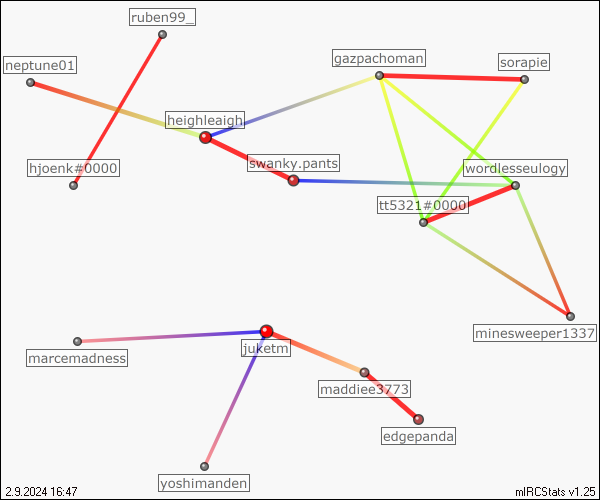 ruben99_
gazpachoman
sorapie
neptune01
heighleaigh
swanky.pants
hjoenk#0000
wordlesseulogy
tt5321#0000
minesweeper1337
juketm
marcemadness
maddiee3773
edgepanda
yoshimanden
2.9.2024 16:47
mIRCStats v1.25